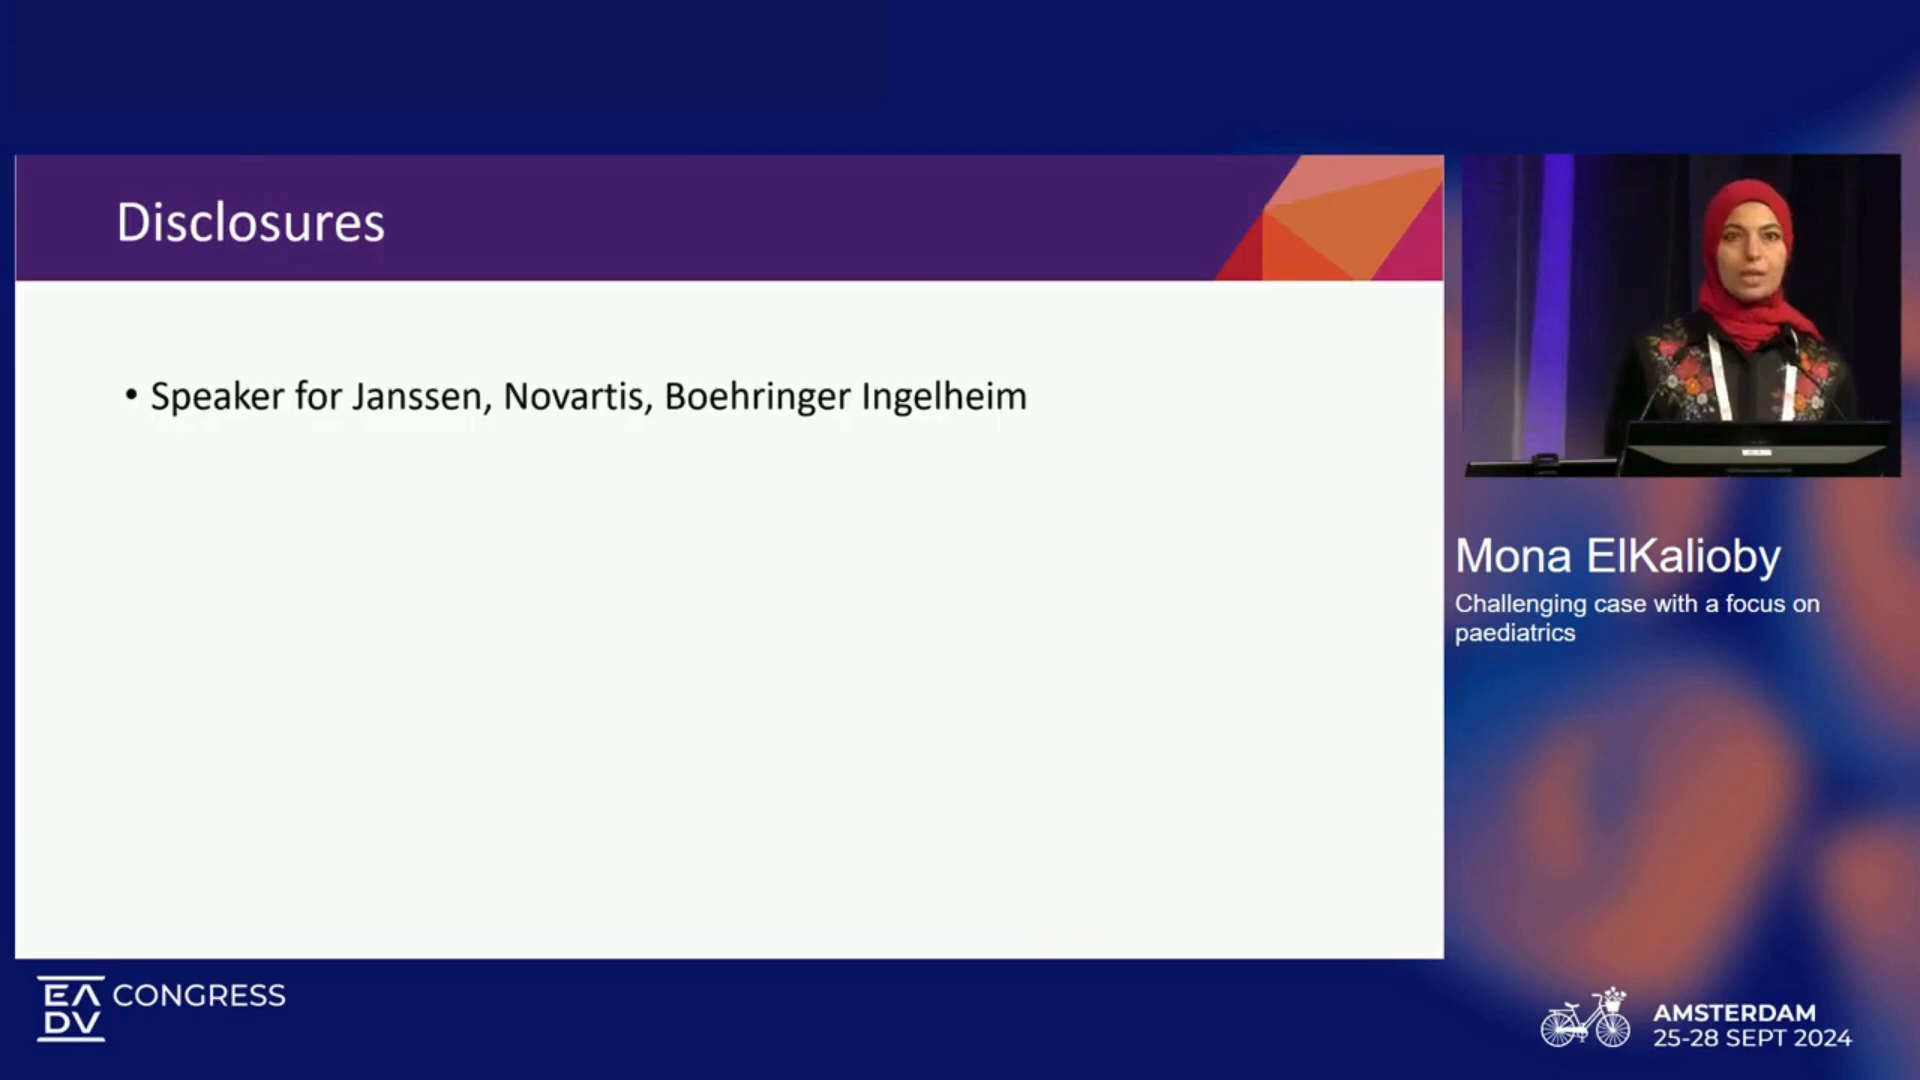 Disclosures
• Speaker for Janssen, Novartis, Boehringer Ingelheim
Mona ElKalioby
Challenging case with a focus on
paediatrics
EADV CONGRESS
AMSTERDAM
25-28 SEPT 2024